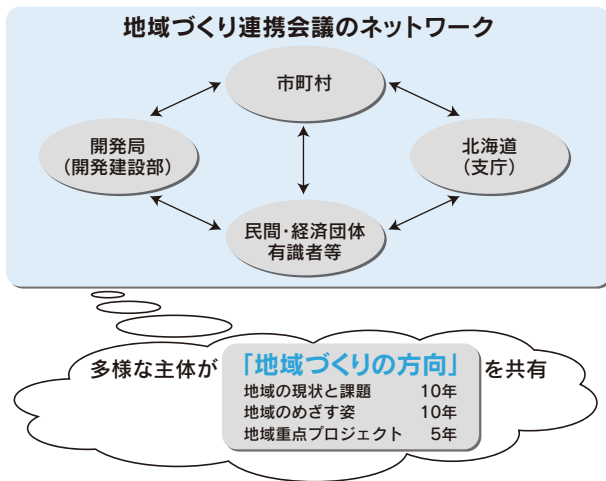 地域づくり連携会議のネットワーク
市町村
開発局
（開発建設部）
北海道
（支庁）
民間・経済団体
有識者等
多様な主体が
「地域づくりの方向」
を共有
地域の現状と課題 10年
地域のめざす姿 10年
地域重点プロジェクト 5年